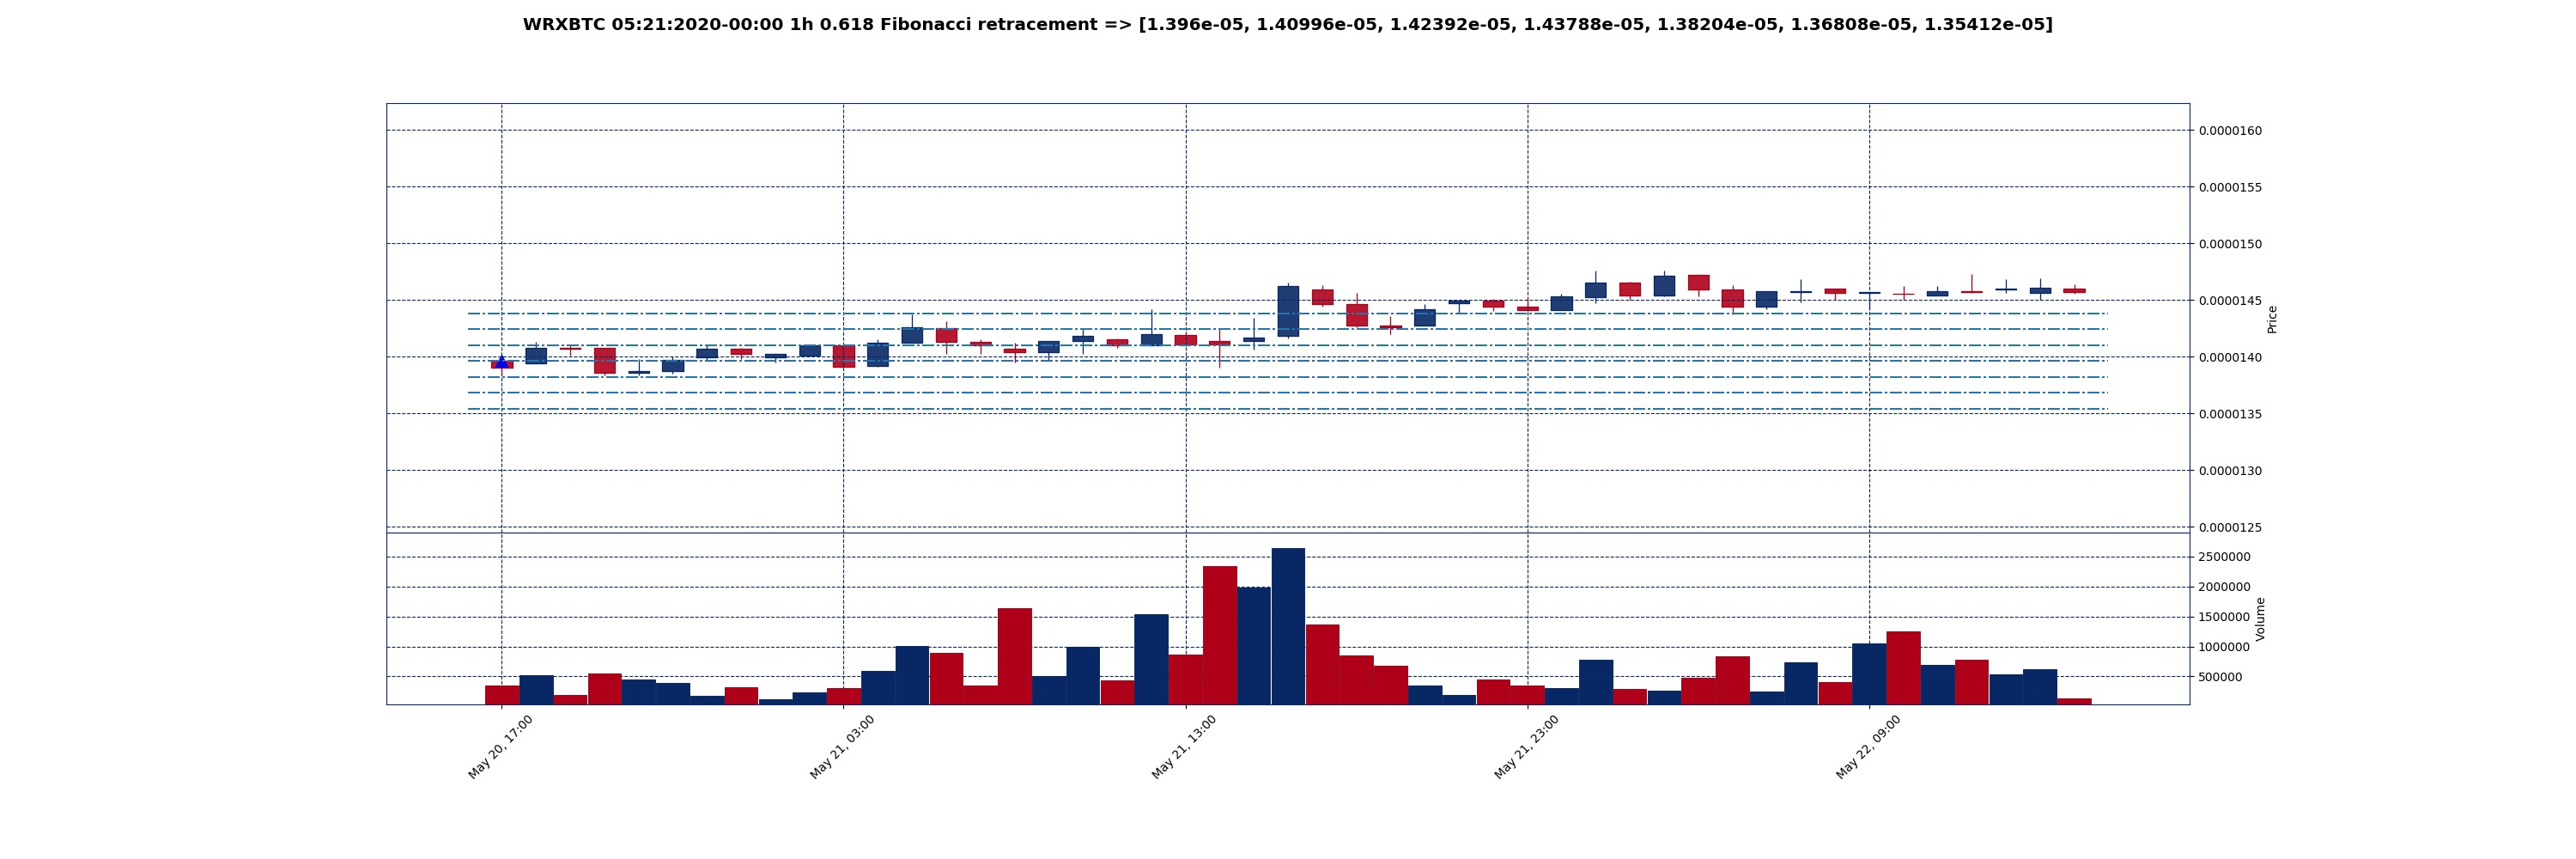 WRXBTC 05:21:2020-00:00 1h 0.618 Fibonacci retracement => [1.396e-05, 1.40996e-05, 1.42392e-05, 1.43788e-05, 1.38204e-05, 1.36808e-05, 1.35412e-05]
0.0000160
0.0000155
0.0000150
0.0000145
0.0000140
0.0000135
0.0000130
0.0000125
Price
2500000
2000000
1500000
1000000
500000
Volume
May 20, 17:00
May 21, 03:00
May 21, 13:00
May 21, 23:00
May 22, 09:00